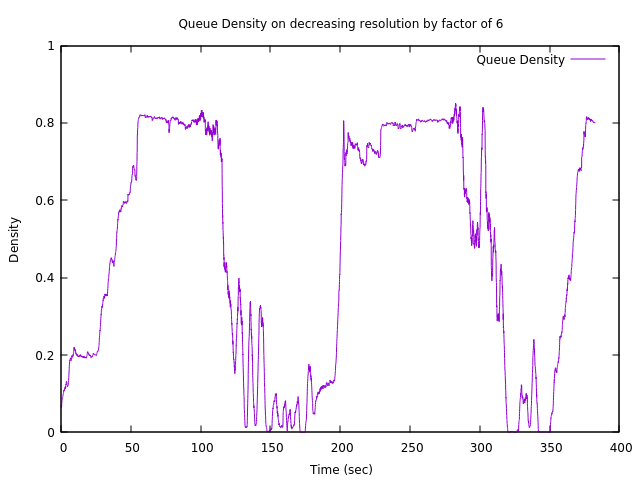 Queue Density on decreasing resolution by factor of 6
Queue Density
1
0.8
0.6
0.4
0.2
0
Density
0 50 100 150 200 250 300 350 400
Time (sec)